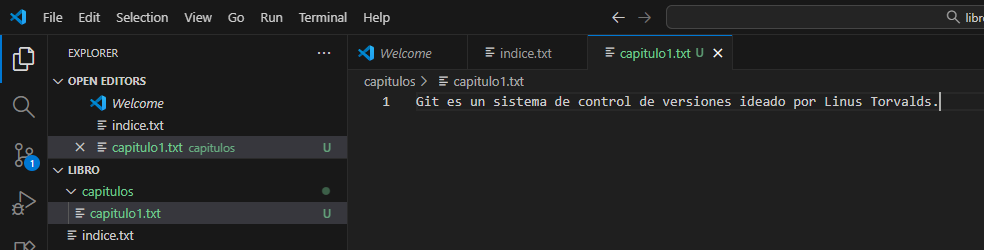 File Edit Selection View Go Run Terminal Help
libro
EXPLORER ···
Welcome
indice.txt
capitulo1.txt U
OPEN EDITORS
Welcome
indice.txt
capitulo1.txt capitulos U
LIBRO
capitulos
capitulo1.txt U
indice.txt
1
capitulos > capitulo1.txt
1 Git es un sistema de control de versiones ideado por Linus Torvalds.